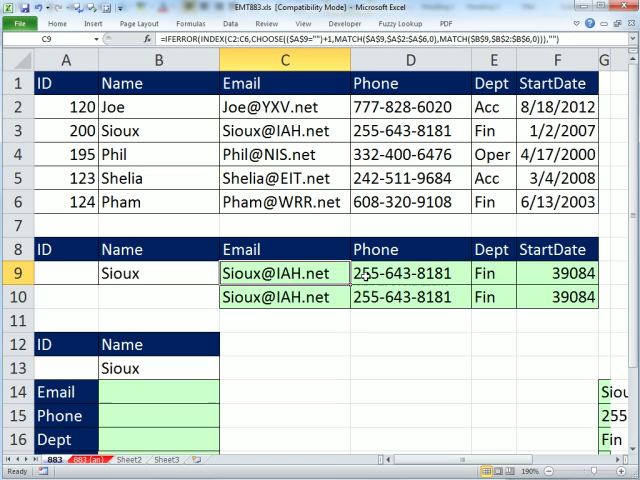 EMT883.xls [Compatibility Mode] - Microsoft Excel
File Home Insert Page Layout Formulas Data Review View Developer Fuzzy Lookup PDF
C9 fx =IFERROR(INDEX(C2:C6,CHOOSE(($A$9="")+1,MATCH($A$9,$A$2:$A$6,0),MATCH($B$9,$B$2:$B$6,0))),"")
A B C D E F G
1 ID Name Email Phone Dept StartDate
2 120 Joe Joe@YXV.net 777-828-6020 Acc 8/18/2012
3 200 Sioux Sioux@IAH.net 255-643-8181 Fin 1/2/2007
4 195 Phil Phil@NIS.net 332-400-6476 Oper 4/17/2000
5 123 Shelia Shelia@EIT.net 242-511-9684 Acc 3/4/2008
6 124 Pham Pham@WRR.net 608-320-9108 Fin 6/13/2003
7
8 ID Name Email Phone Dept StartDate
9 Sioux Sioux@IAH.net 255-643-8181 Fin 39084
10 Sioux@IAH.net 255-643-8181 Fin 39084
11
12 ID Name
13 Sioux
14 Email Siou
15 Phone 255
16 Dept Fin
883 883 (an) Sheet2 Sheet3
Ready 190%